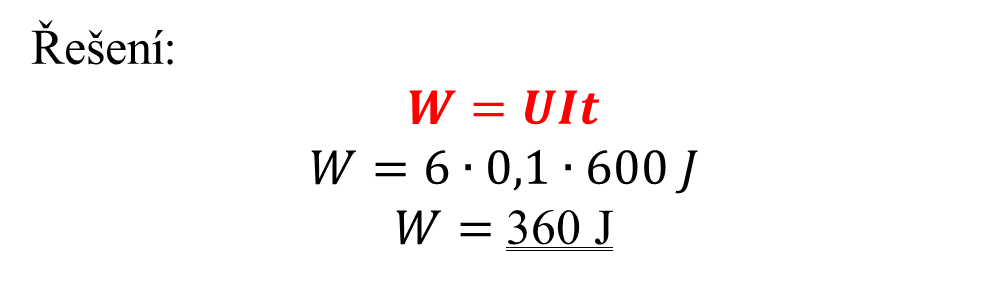 Řešení:
W = UIt
W = 6 · 0,1 · 600 J
W = 360 J